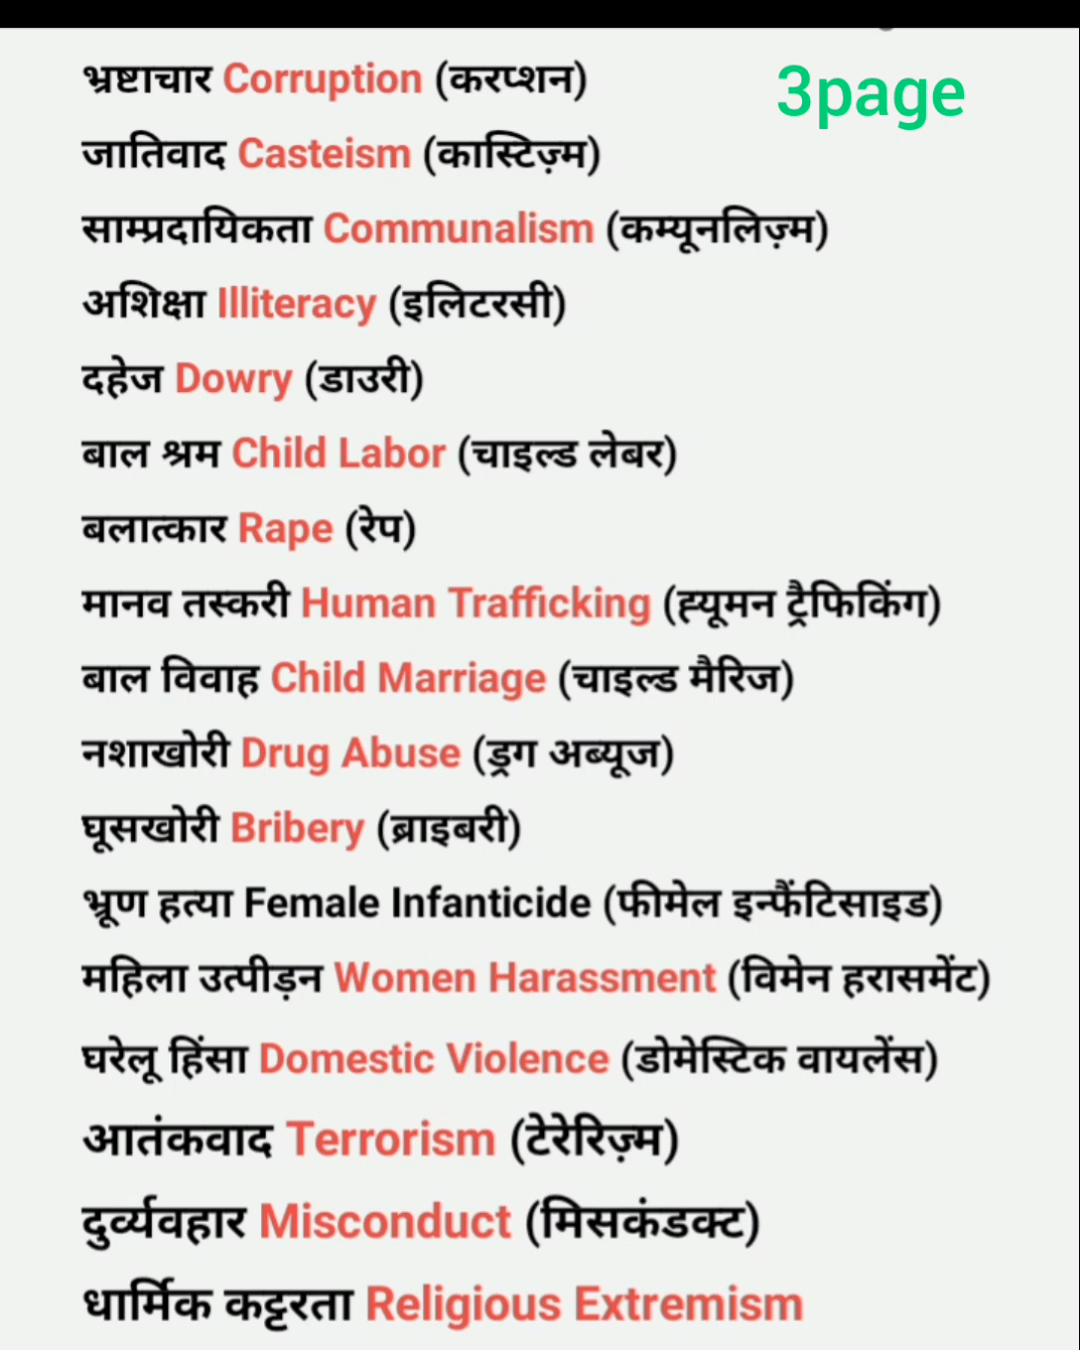 भ्रष्टाचार Corruption (करप्शन)
3page
जातिवाद Casteism (कास्टिज़्म)
साम्प्रदायिकता Communalism (कम्यूनलिज़्म)
अशिक्षा Illiteracy (इलिटरसी)
दहेज Dowry (डाउरी)
बाल श्रम Child Labor (चाइल्ड लेबर)
बलात्कार Rape (रेप)
मानव तस्करी Human Trafficking (ह्यूमन ट्रैफिकिंग)
बाल विवाह Child Marriage (चाइल्ड मैरिज)
नशाखोरी Drug Abuse (ड्रग अब्यूज)
घूसखोरी Bribery (ब्राइबरी)
भ्रूण हत्या Female Infanticide (फीमेल इन्फैंटिसाइड)
महिला उत्पीड़न Women Harassment (विमेन हरासमेंट)
घरेलू हिंसा Domestic Violence (डोमेस्टिक वायलेंस)
आतंकवाद Terrorism (टेरेरिज़्म)
दुर्व्यवहार Misconduct (मिसकंडक्ट)
धार्मिक कट्टरता Religious Extremism